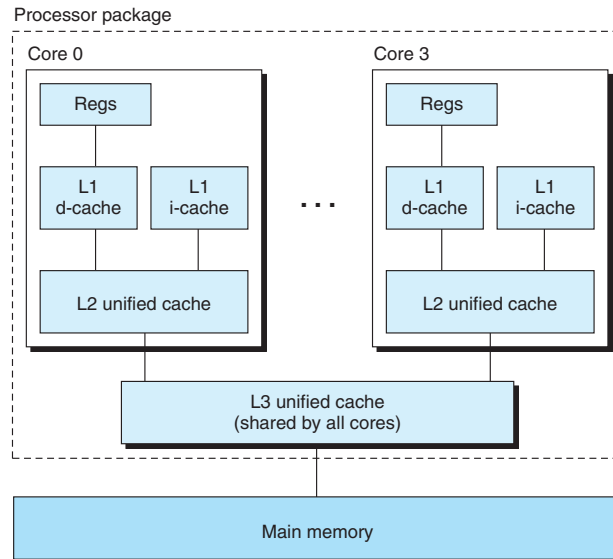 Processor package
Core 0
Core 3
Regs
Regs
L1
d-cache
L1
i-cache
...
L1
d-cache
L1
i-cache
L2 unified cache
L2 unified cache
L3 unified cache
(shared by all cores)
Main memory